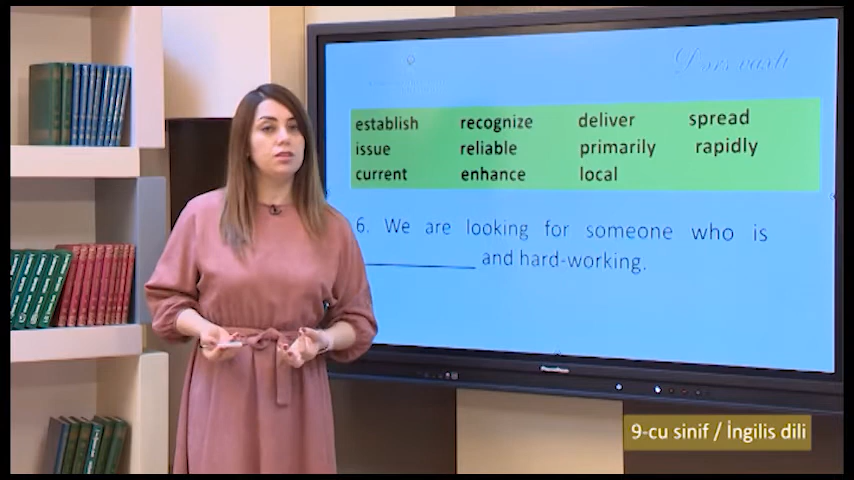 Dərs vaxtı
establish recognize deliver spread
issue reliable primarily rapidly
current enhance local
6. We are looking for someone who is
__________ and hard-working.
9-cu sinif / İngilis dili